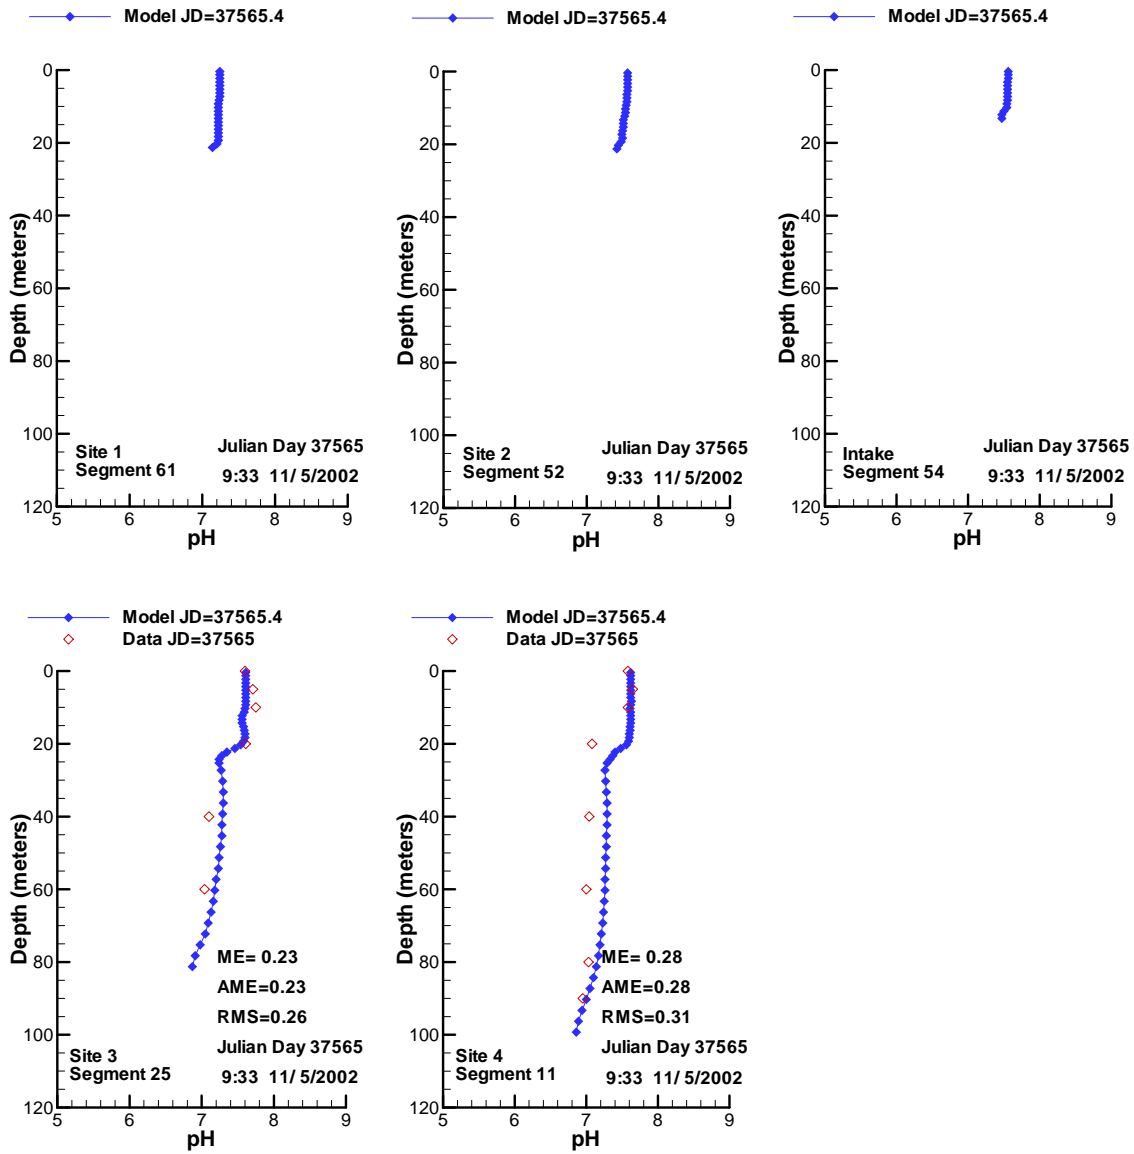 Model JD=37565.4
0
20
40
60
80
100
120
Depth (meters)
Site 1
Segment 61
Julian Day 37565
9:33 11/ 5/2002
5 6 7 8 9
pH
Model JD=37565.4
0
20
40
60
80
100
120
Depth (meters)
Site 2
Segment 52
Julian Day 37565
9:33 11/ 5/2002
5 6 7 8 9
pH
Model JD=37565.4
0
20
40
60
80
100
120
Depth (meters)
Intake
Segment 54
Julian Day 37565
9:33 11/ 5/2002
5 6 7 8 9
pH
Model JD=37565.4
Data JD=37565
0
20
40
60
80
100
120
Depth (meters)
ME= 0.23
AME=0.23
RMS=0.26
Site 3
Segment 25
Julian Day 37565
9:33 11/ 5/2002
5 6 7 8 9
pH
Model JD=37565.4
Data JD=37565
0
20
40
60
80
100
120
Depth (meters)
ME= 0.28
AME=0.28
RMS=0.31
Site 4
Segment 11
Julian Day 37565
9:33 11/ 5/2002
5 6 7 8 9
pH